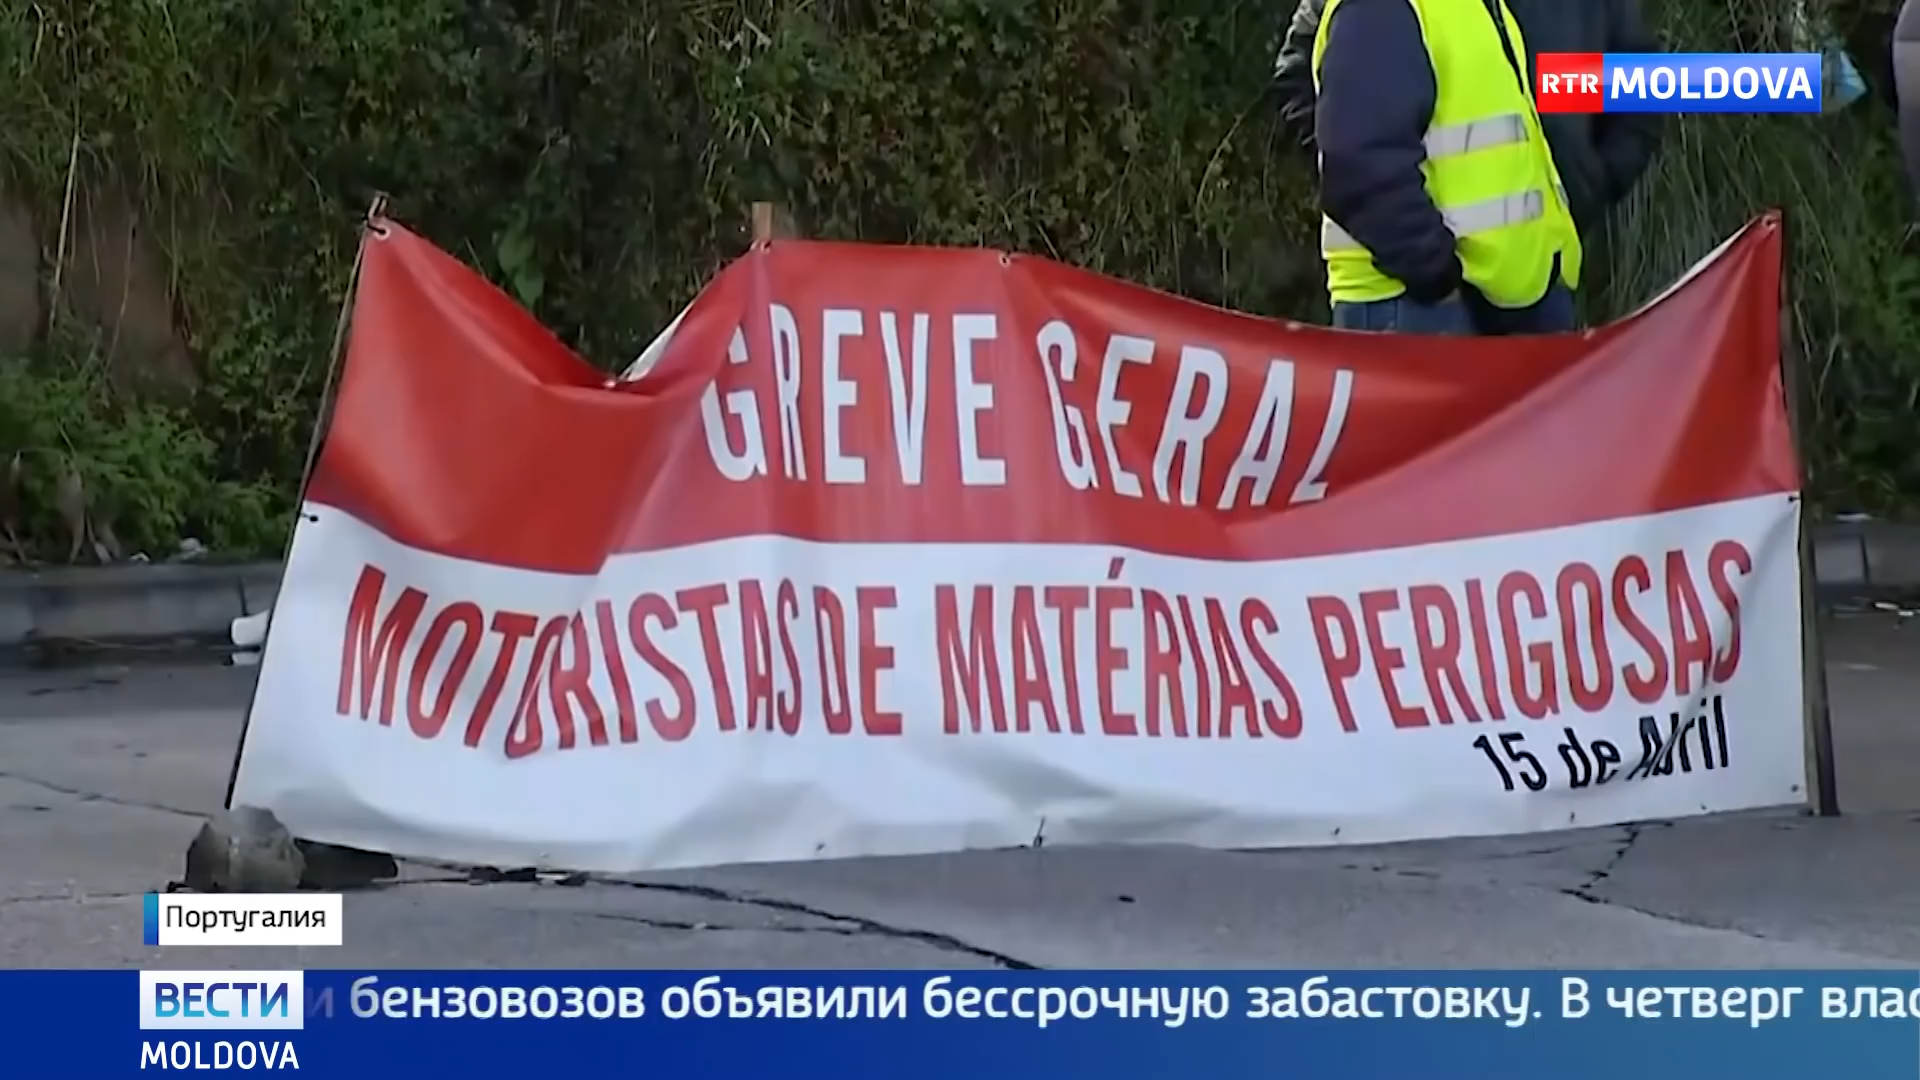 RTR MOLDOVA
GREVE GERAL
MOTORISTAS DE MATÉRIAS PERIGOSAS
15 de Abril
Португалия
ВЕСТИ
MOLDOVA
бензовозов объявили бессрочную забастовку. В четверг